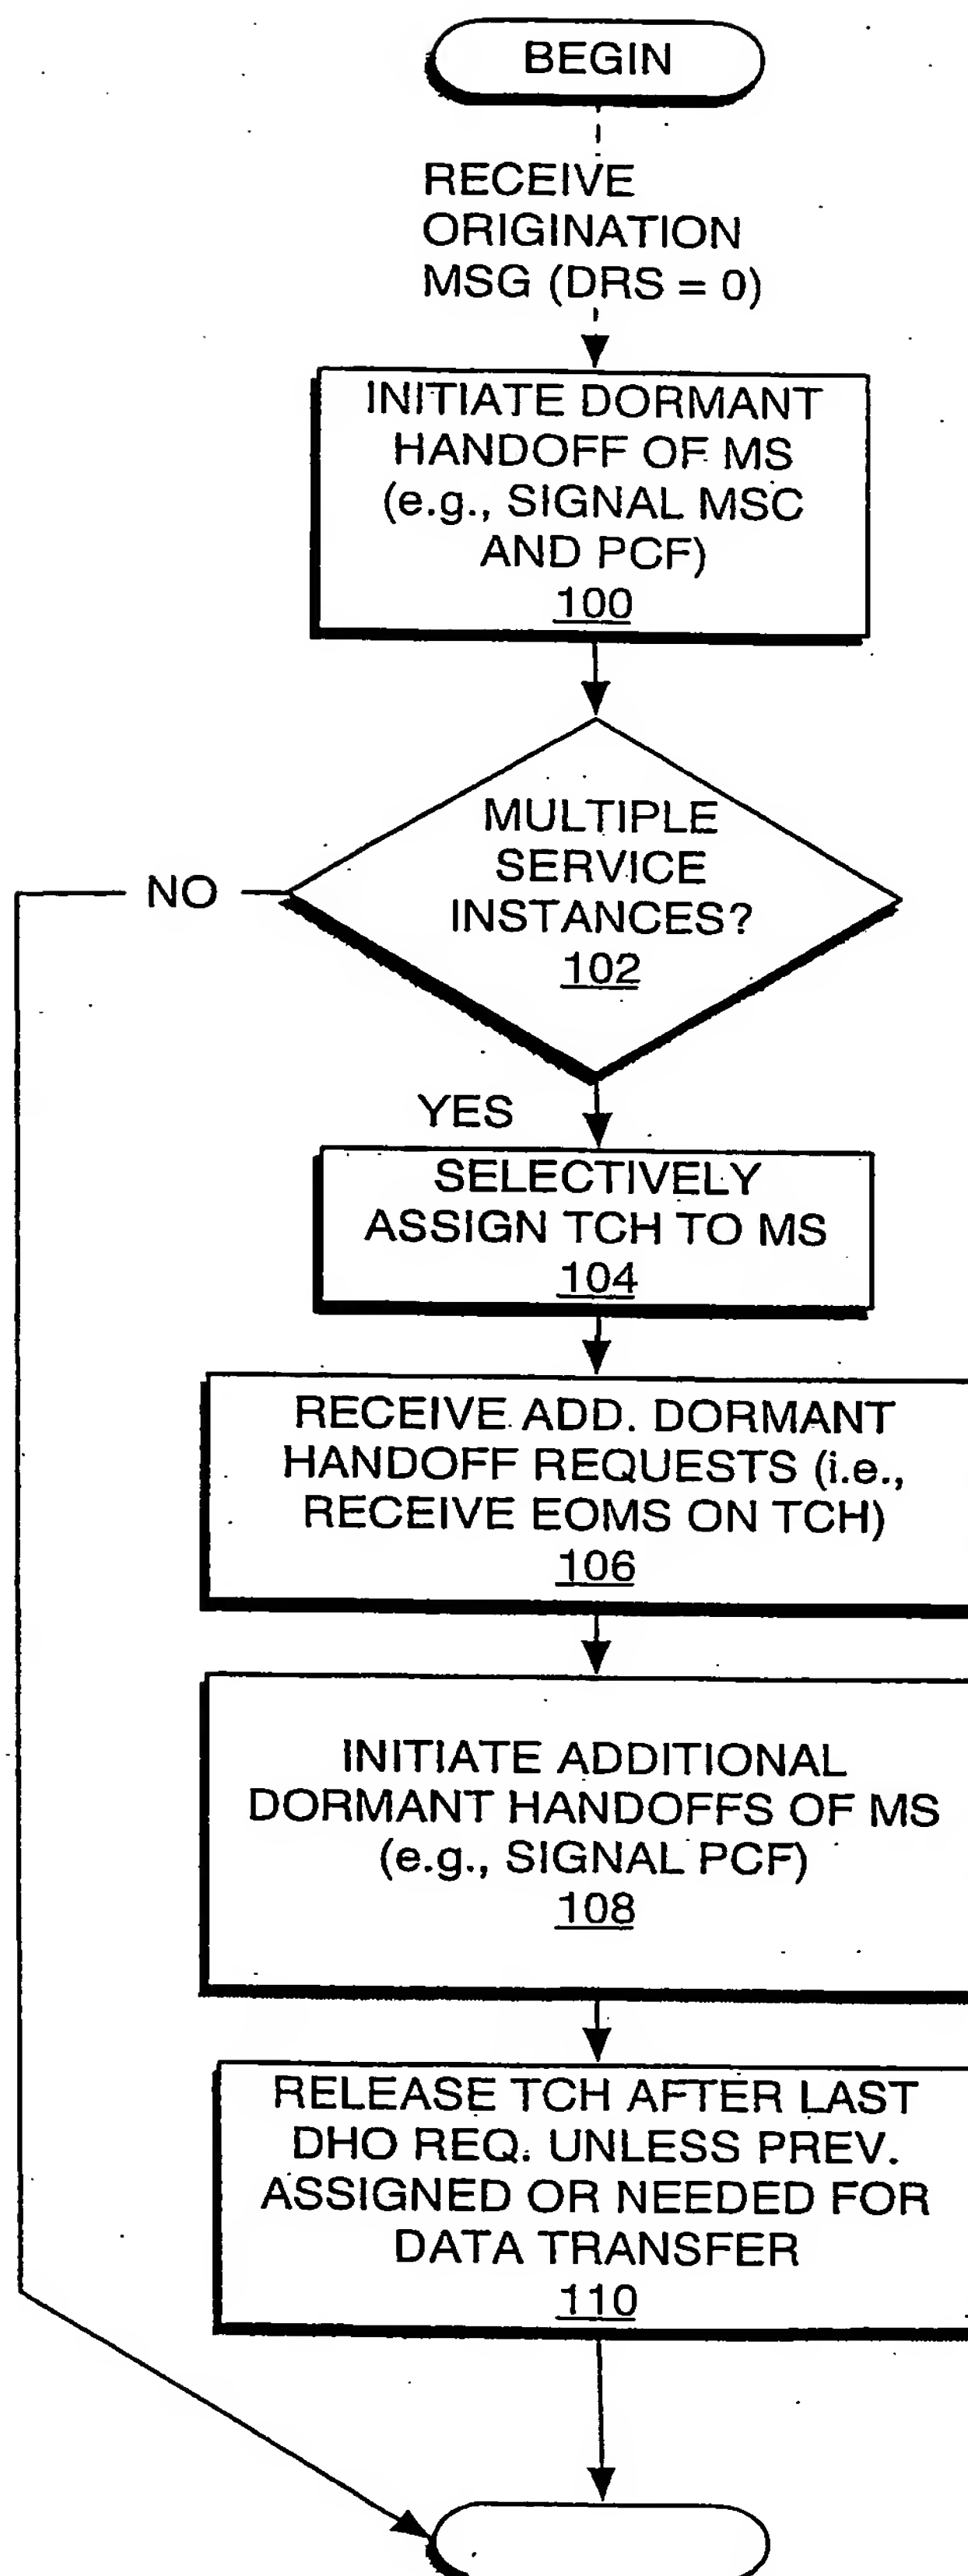 BEGIN
RECEIVE
ORIGINATION
MSG (DRS = 0)
INITIATE DORMANT
HANDOFF OF MS
(e.g., SIGNAL MSC
AND PCF)
100
MULTIPLE
SERVICE
INSTANCES?
102
NO
YES
SELECTIVELY
ASSIGN TCH TO MS
104
RECEIVE ADD. DORMANT
HANDOFF REQUESTS (i.e.,
RECEIVE EOMS ON TCH)
106
INITIATE ADDITIONAL
DORMANT HANDOFFS OF MS
(e.g., SIGNAL PCF)
108
RELEASE TCH AFTER LAST
DHO REQ. UNLESS PREV.
ASSIGNED OR NEEDED FOR
DATA TRANSFER
110